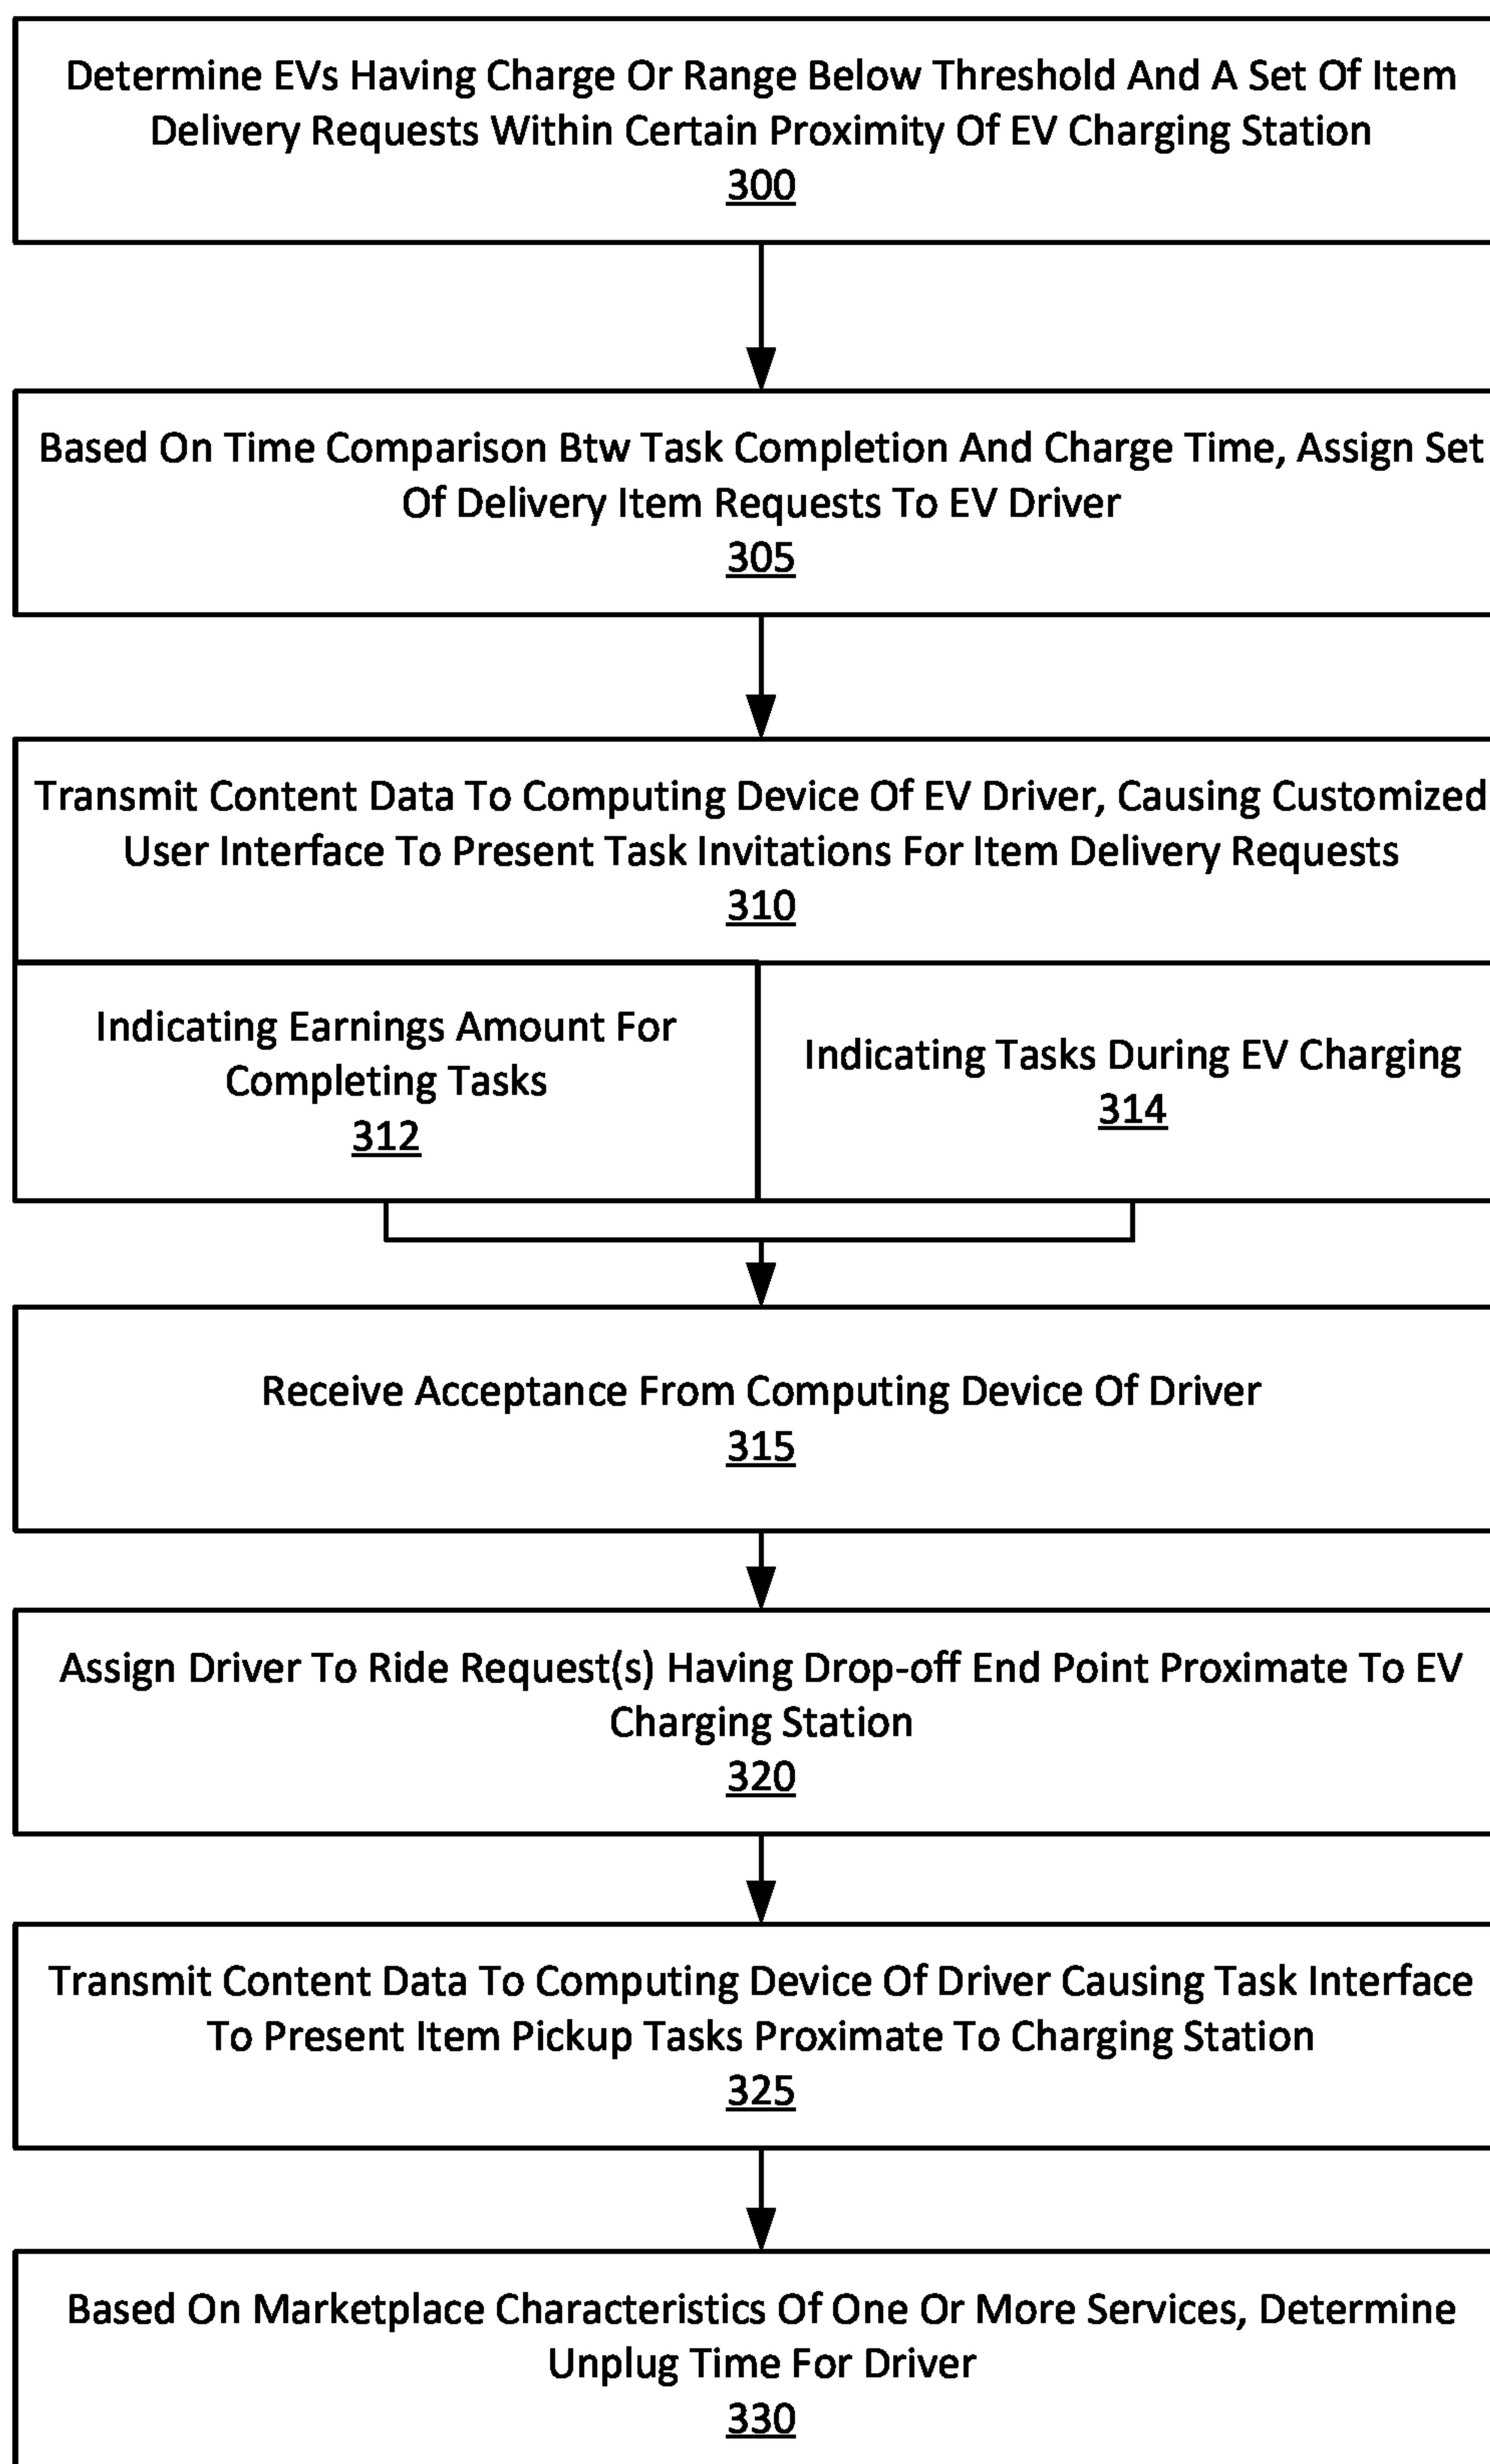 Determine EVs Having Charge Or Range Below Threshold And A Set Of Item
Delivery Requests Within Certain Proximity Of EV Charging Station
300
Based On Time Comparison Btw Task Completion And Charge Time, Assign Set
Of Delivery Item Requests To EV Driver
305
Transmit Content Data To Computing Device Of EV Driver, Causing Customized
User Interface To Present Task Invitations For Item Delivery Requests
310
Indicating Earnings Amount For
Completing Tasks
312
Indicating Tasks During EV Charging
314
Receive Acceptance From Computing Device Of Driver
315
Assign Driver To Ride Request(s) Having Drop-off End Point Proximate To EV
Charging Station
320
Transmit Content Data To Computing Device Of Driver Causing Task Interface
To Present Item Pickup Tasks Proximate To Charging Station
325
Based On Marketplace Characteristics Of One Or More Services, Determine
Unplug Time For Driver
330